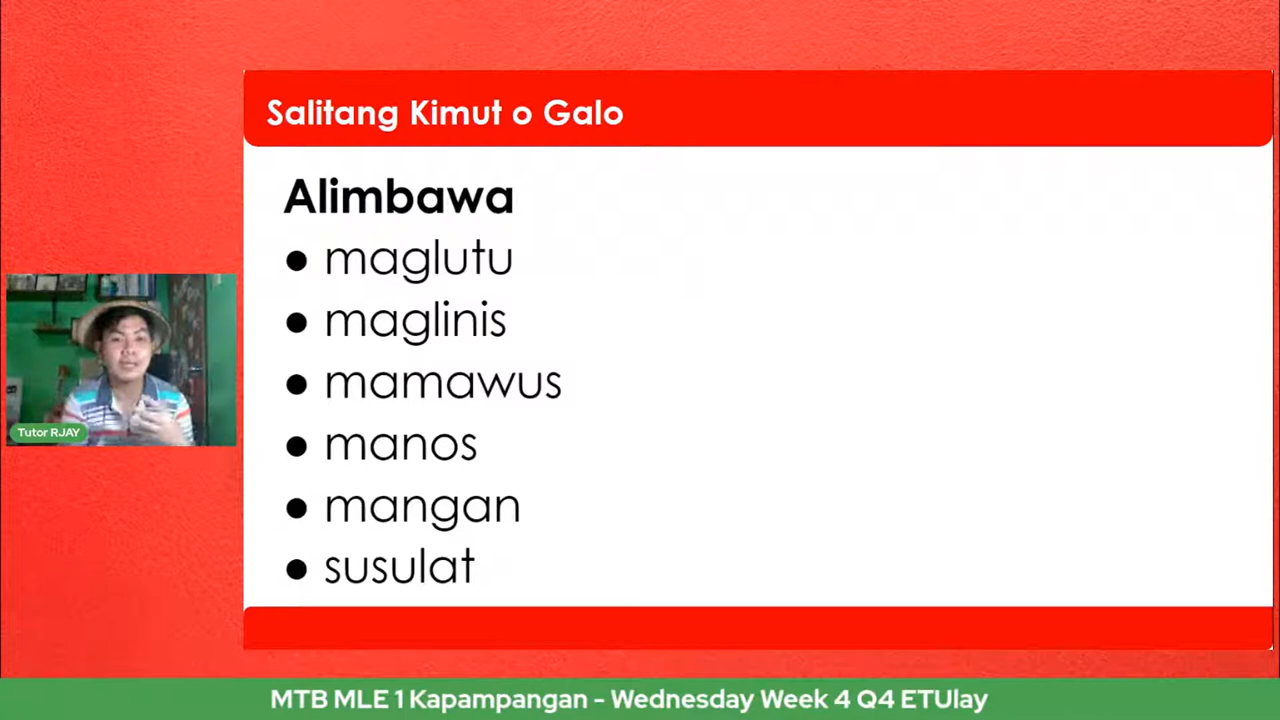 Salitang Kimut o Galo
Alimbawa
● maglutu
● maglinis
● mamawus
● manos
● mangan
● susulat
Tutor RJAY
MTB MLE 1 Kapampangan - Wednesday Week 4 Q4 ETUlay